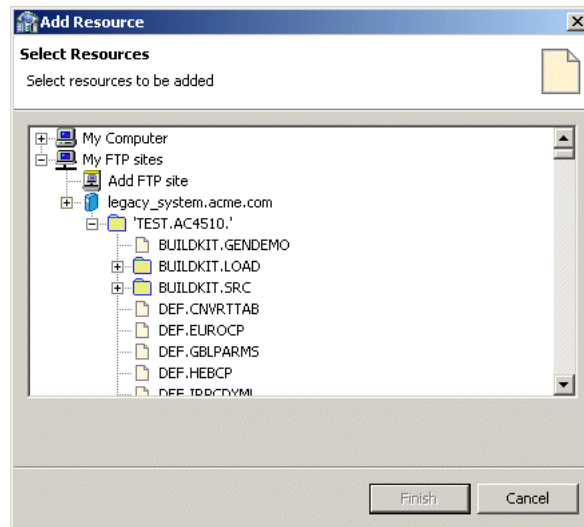 Add Resource
Select Resources
Select resources to be added
My Computer
My FTP sites
Add FTP site
legacy_system.acme.com
'TEST.AC4510.'
BUILDKIT.GENDEMO
BUILDKIT.LOAD
BUILDKIT.SRC
DEF.CNVRTTAB
DEF.EUROCP
DEF.GBLPARMS
DEF.HEBCP
Finish
Cancel